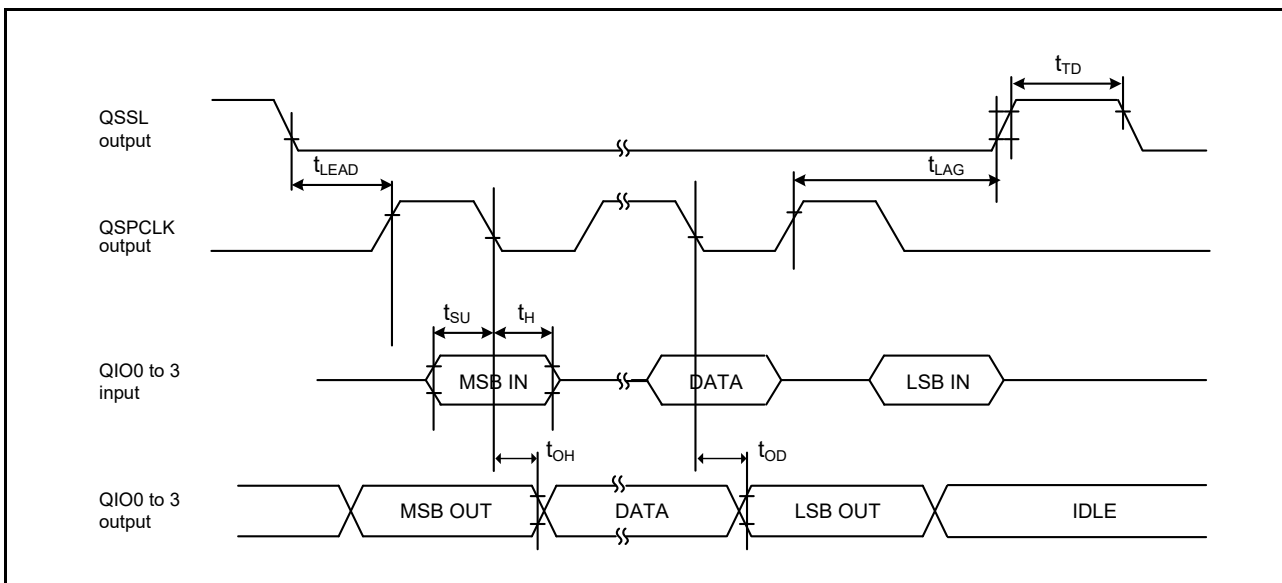 tTD
QSSL
output
tLEAD
tLAG
QSPCLK
output
tSU
tH
QIO0 to 3
input
MSB IN
DATA
LSB IN
tOH
tOD
QIO0 to 3
output
MSB OUT
DATA
LSB OUT
IDLE